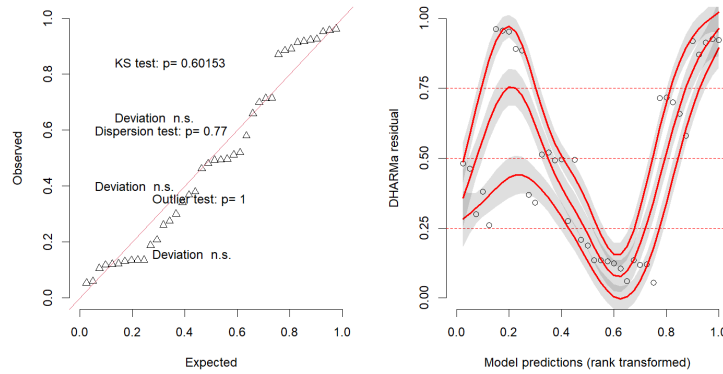 KS test: p= 0.60153
Deviation n.s.
Dispersion test: p= 0.77
Deviation n.s.
Outlier test: p= 1
Deviation n.s.
Observed
0.0
0.2
0.4
0.6
0.8
1.0
0.0 0.2 0.4 0.6 0.8 1.0
Expected
DHARMa residual
0.00
0.25
0.50
0.75
1.00
0.0 0.2 0.4 0.6 0.8 1.0
Model predictions (rank transformed)